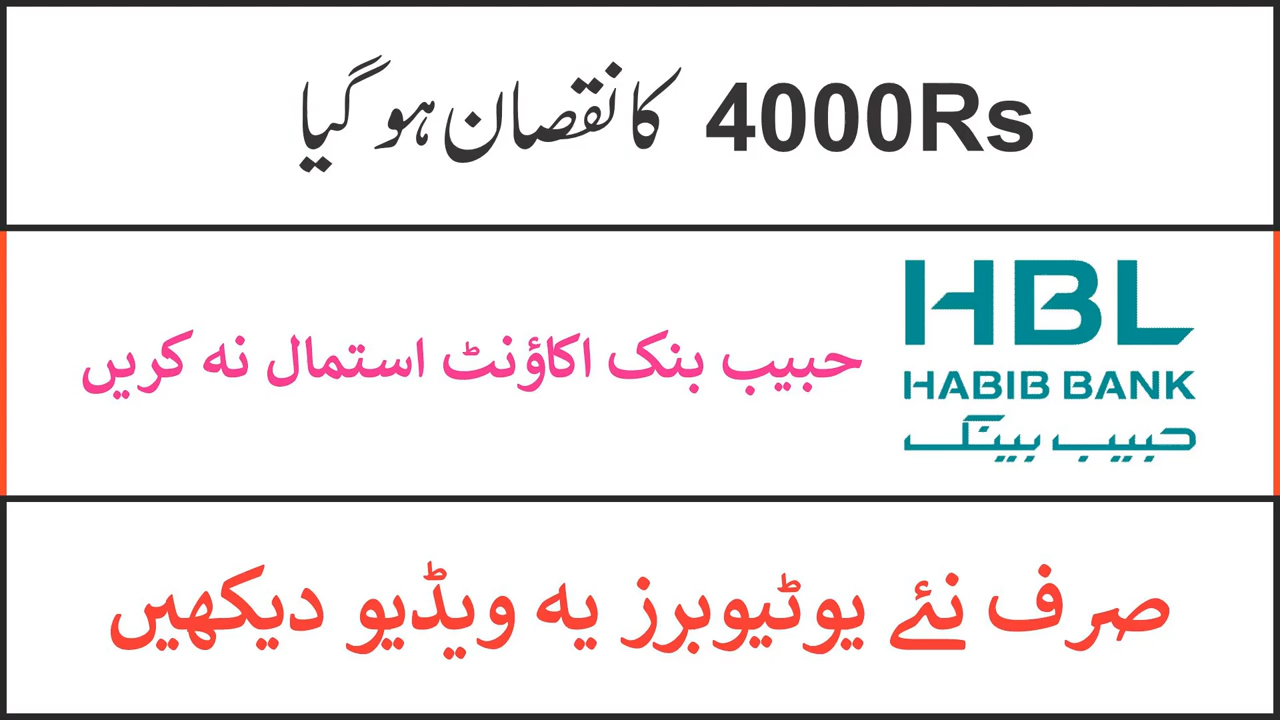 4000Rs کا نقصان ہو گیا
HBL
HABIB BANK
حبیب بینک
حبیب بنک اکاؤنٹ استمال نہ کریں
صرف نئے یوٹیوبرز یہ ویڈیو دیکھیں